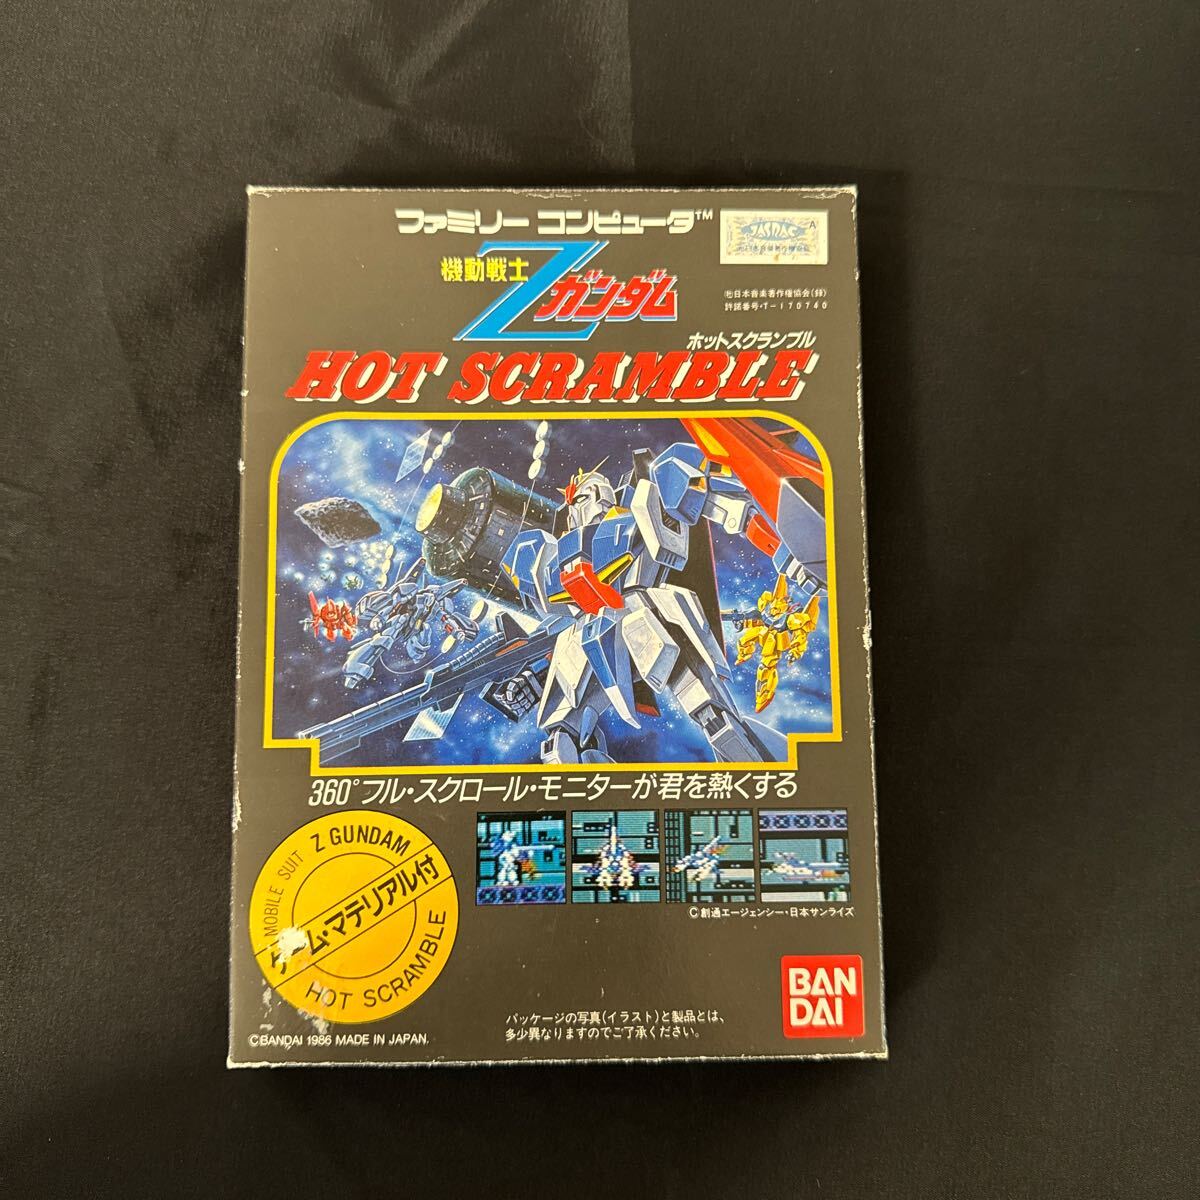 ファミリー コンピュータ™
JASRAC
A
機動戦士
Z ガンダム
㈳日本音楽著作権協会(録)
許諾番号・T-170740
ホットスクランブル
HOT SCRAMBLE
360°フル・スクロール・モニターが君を熱くする
MOBILE SUIT Z GUNDAM
ゲーム・マテリアル付
HOT SCRAMBLE
©創通エージェンシー・日本サンライズ
BAN
DAI
パッケージの写真(イラスト)と製品とは、
多少異なりますのでご了承ください。
©BANDAI 1986 MADE IN JAPAN.